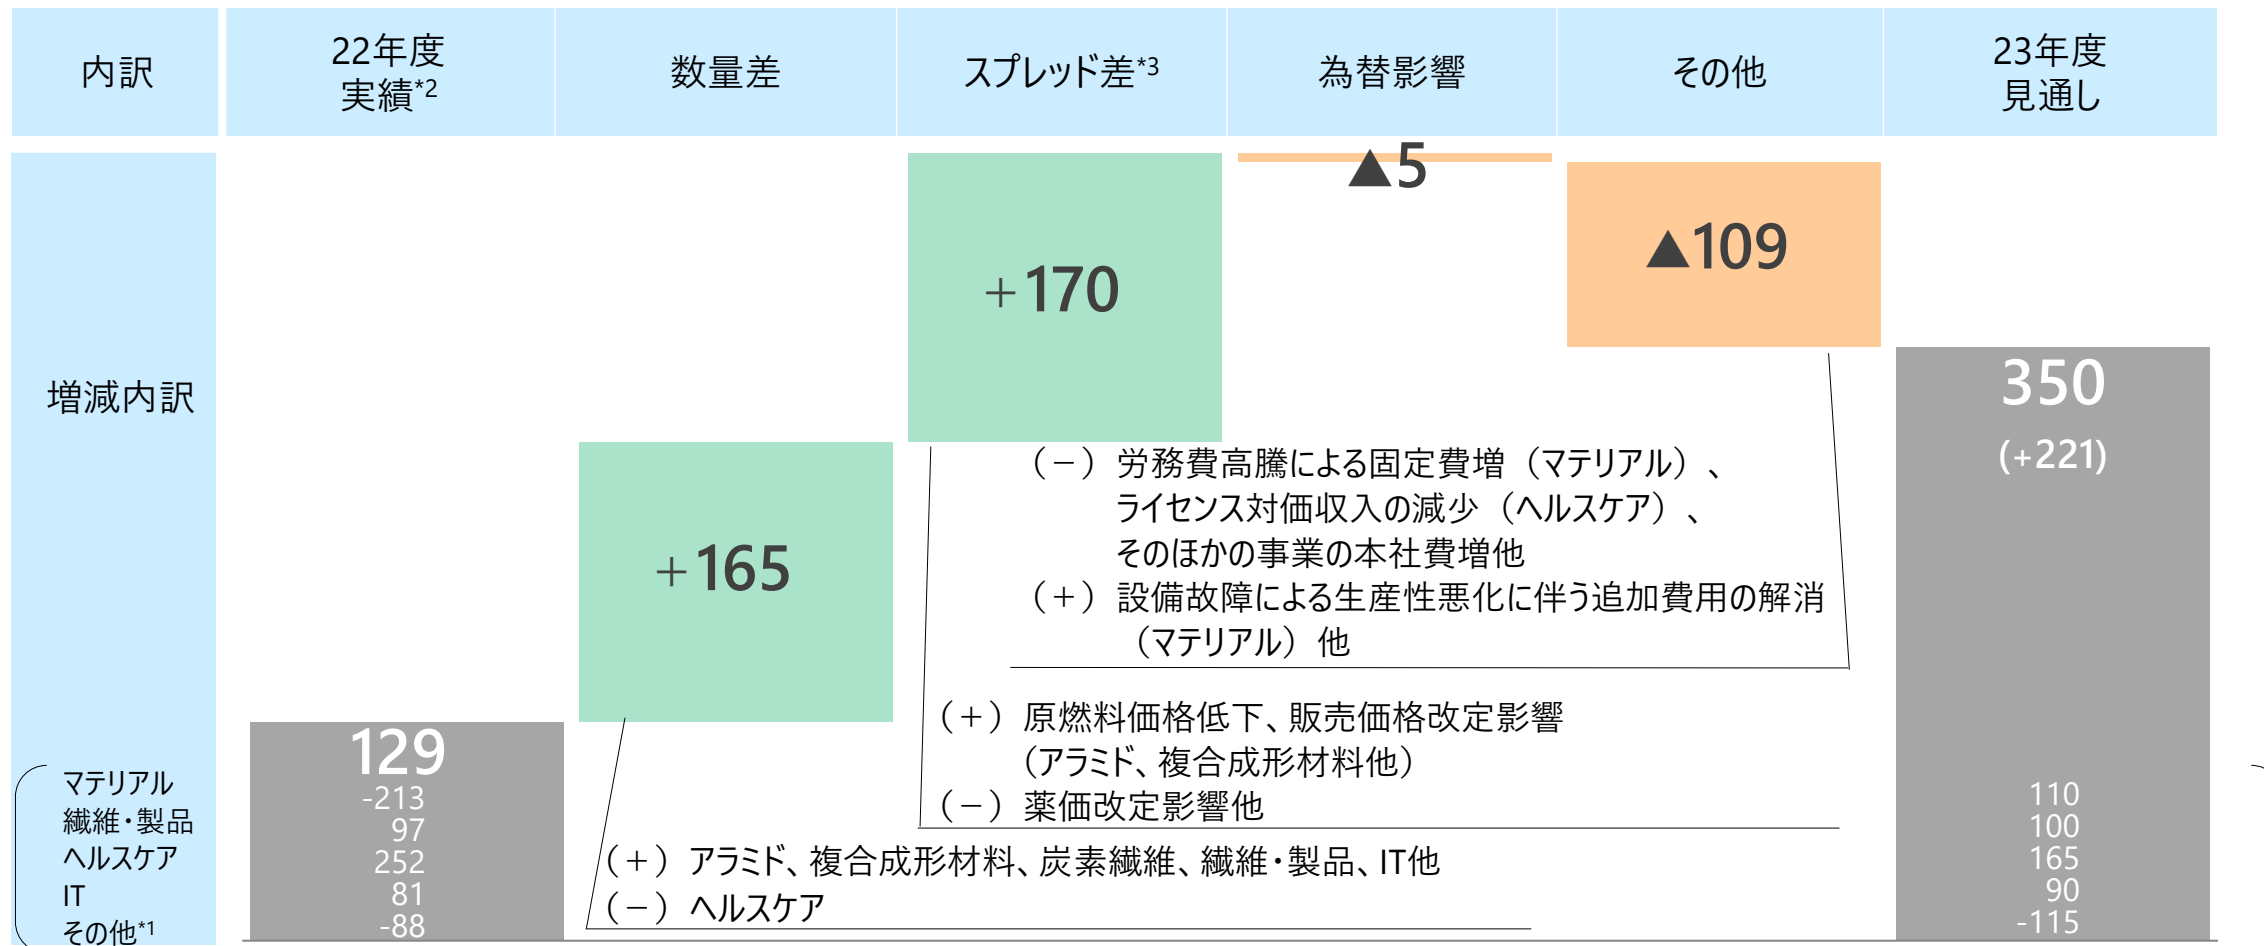 内訳
22年度
実績*2
数量差
スプレッド差*3
為替影響
その他
23年度
見通し
増減内訳
▲5
▲109
+170
+165
350
(+221)
（－）労務費高騰による固定費増（マテリアル）、
ライセンス対価収入の減少（ヘルスケア）、
そのほかの事業の本社費増他
（＋）設備故障による生産性悪化に伴う追加費用の解消
（マテリアル）他
（＋）原燃料価格低下、販売価格改定影響
（アラミド、複合成形材料他）
（－）薬価改定影響他
（＋）アラミド、複合成形材料、炭素繊維、繊維・製品、IT他
（－）ヘルスケア
129
マテリアル -213 110
繊維・製品 97 100
ヘルスケア 252 165
IT 81 90
その他*1 -88 -115